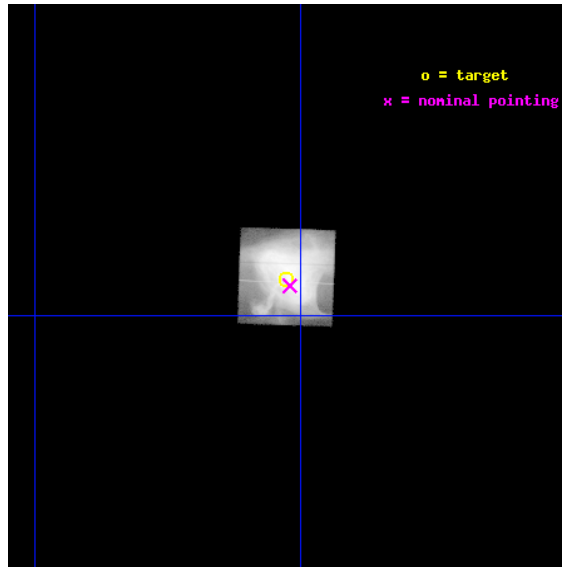 o = target
x = nominal pointing